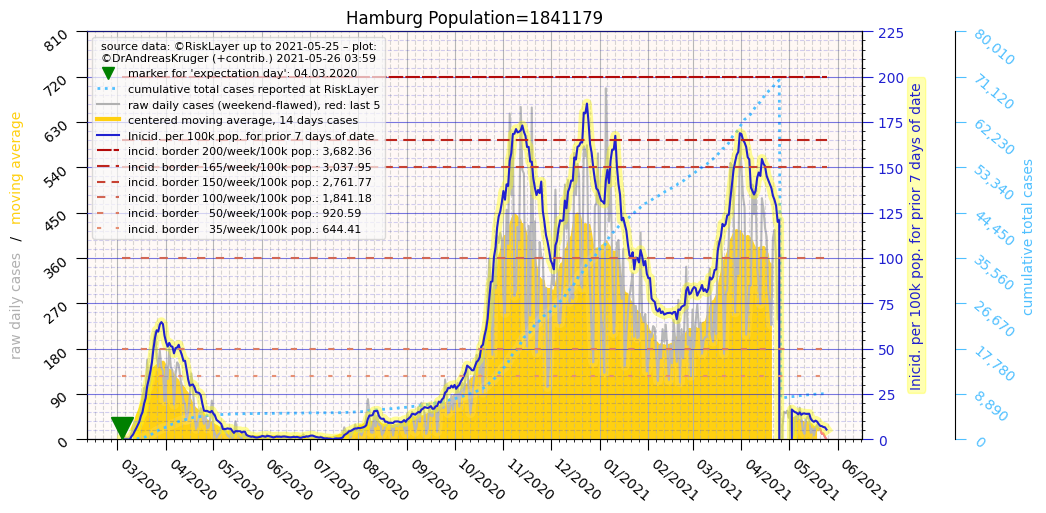 Hamburg Population=1841179
source data: ©RiskLayer up to 2021-05-25 – plot:
©DrAndreasKruger (+contrib.) 2021-05-26 03:59
marker for 'expectation day': 04.03.2020
cumulative total cases reported at RiskLayer
raw daily cases (weekend-flawed), red: last 5
centered moving average, 14 days cases
Inicid. per 100k pop. for prior 7 days of date
incid. border 200/week/100k pop.: 3,682.36
incid. border 165/week/100k pop.: 3,037.95
incid. border 150/week/100k pop.: 2,761.77
incid. border 100/week/100k pop.: 1,841.18
incid. border 50/week/100k pop.: 920.59
incid. border 35/week/100k pop.: 644.41
raw daily cases / moving average
810
720
630
540
450
360
270
180
90
0
03/2020
04/2020
05/2020
06/2020
07/2020
08/2020
09/2020
10/2020
11/2020
12/2020
01/2021
02/2021
03/2021
04/2021
05/2021
06/2021
225
200
175
150
125
100
75
50
25
0
Inicid. per 100k pop. for prior 7 days of date
80,010
71,120
62,230
53,340
44,450
35,560
26,670
17,780
8,890
0
cumulative total cases